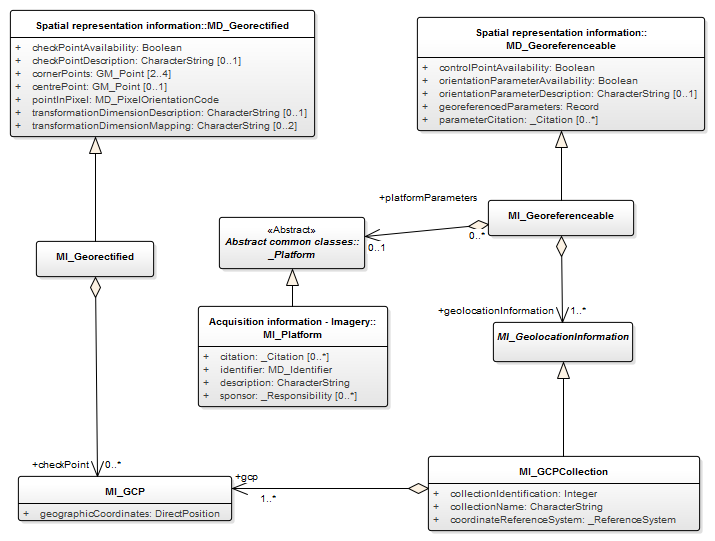 Spatial representation information::MD_Georectified
+ checkPointAvailability: Boolean
+ checkPointDescription: CharacterString [0..1]
+ cornerPoints: GM_Point [2..4]
+ centrePoint: GM_Point [0..1]
+ pointInPixel: MD_PixelOrientationCode
+ transformationDimensionDescription: CharacterString [0..1]
+ transformationDimensionMapping: CharacterString [0..2]
Spatial representation information::
MD_Georeferenceable
+ controlPointAvailability: Boolean
+ orientationParameterAvailability: Boolean
+ orientationParameterDescription: CharacterString [0..1]
+ georeferencedParameters: Record
+ parameterCitation: _Citation [0..*]
+platformParameters
0..1
0..*
MI_Georeferenceable
«Abstract»
Abstract common classes::
_Platform
MI_Georectified
Acquisition information - Imagery::
MI_Platform
+ citation: _Citation [0..*]
+ identifier: MD_Identifier
+ description: CharacterString
+ sponsor: _Responsibility [0..*]
+geolocationInformation
1..*
MI_GeolocationInformation
+checkPoint
0..*
MI_GCP
+ geographicCoordinates: DirectPosition
+gcp
1..*
MI_GCPCollection
+ collectionIdentification: Integer
+ collectionName: CharacterString
+ coordinateReferenceSystem: _ReferenceSystem